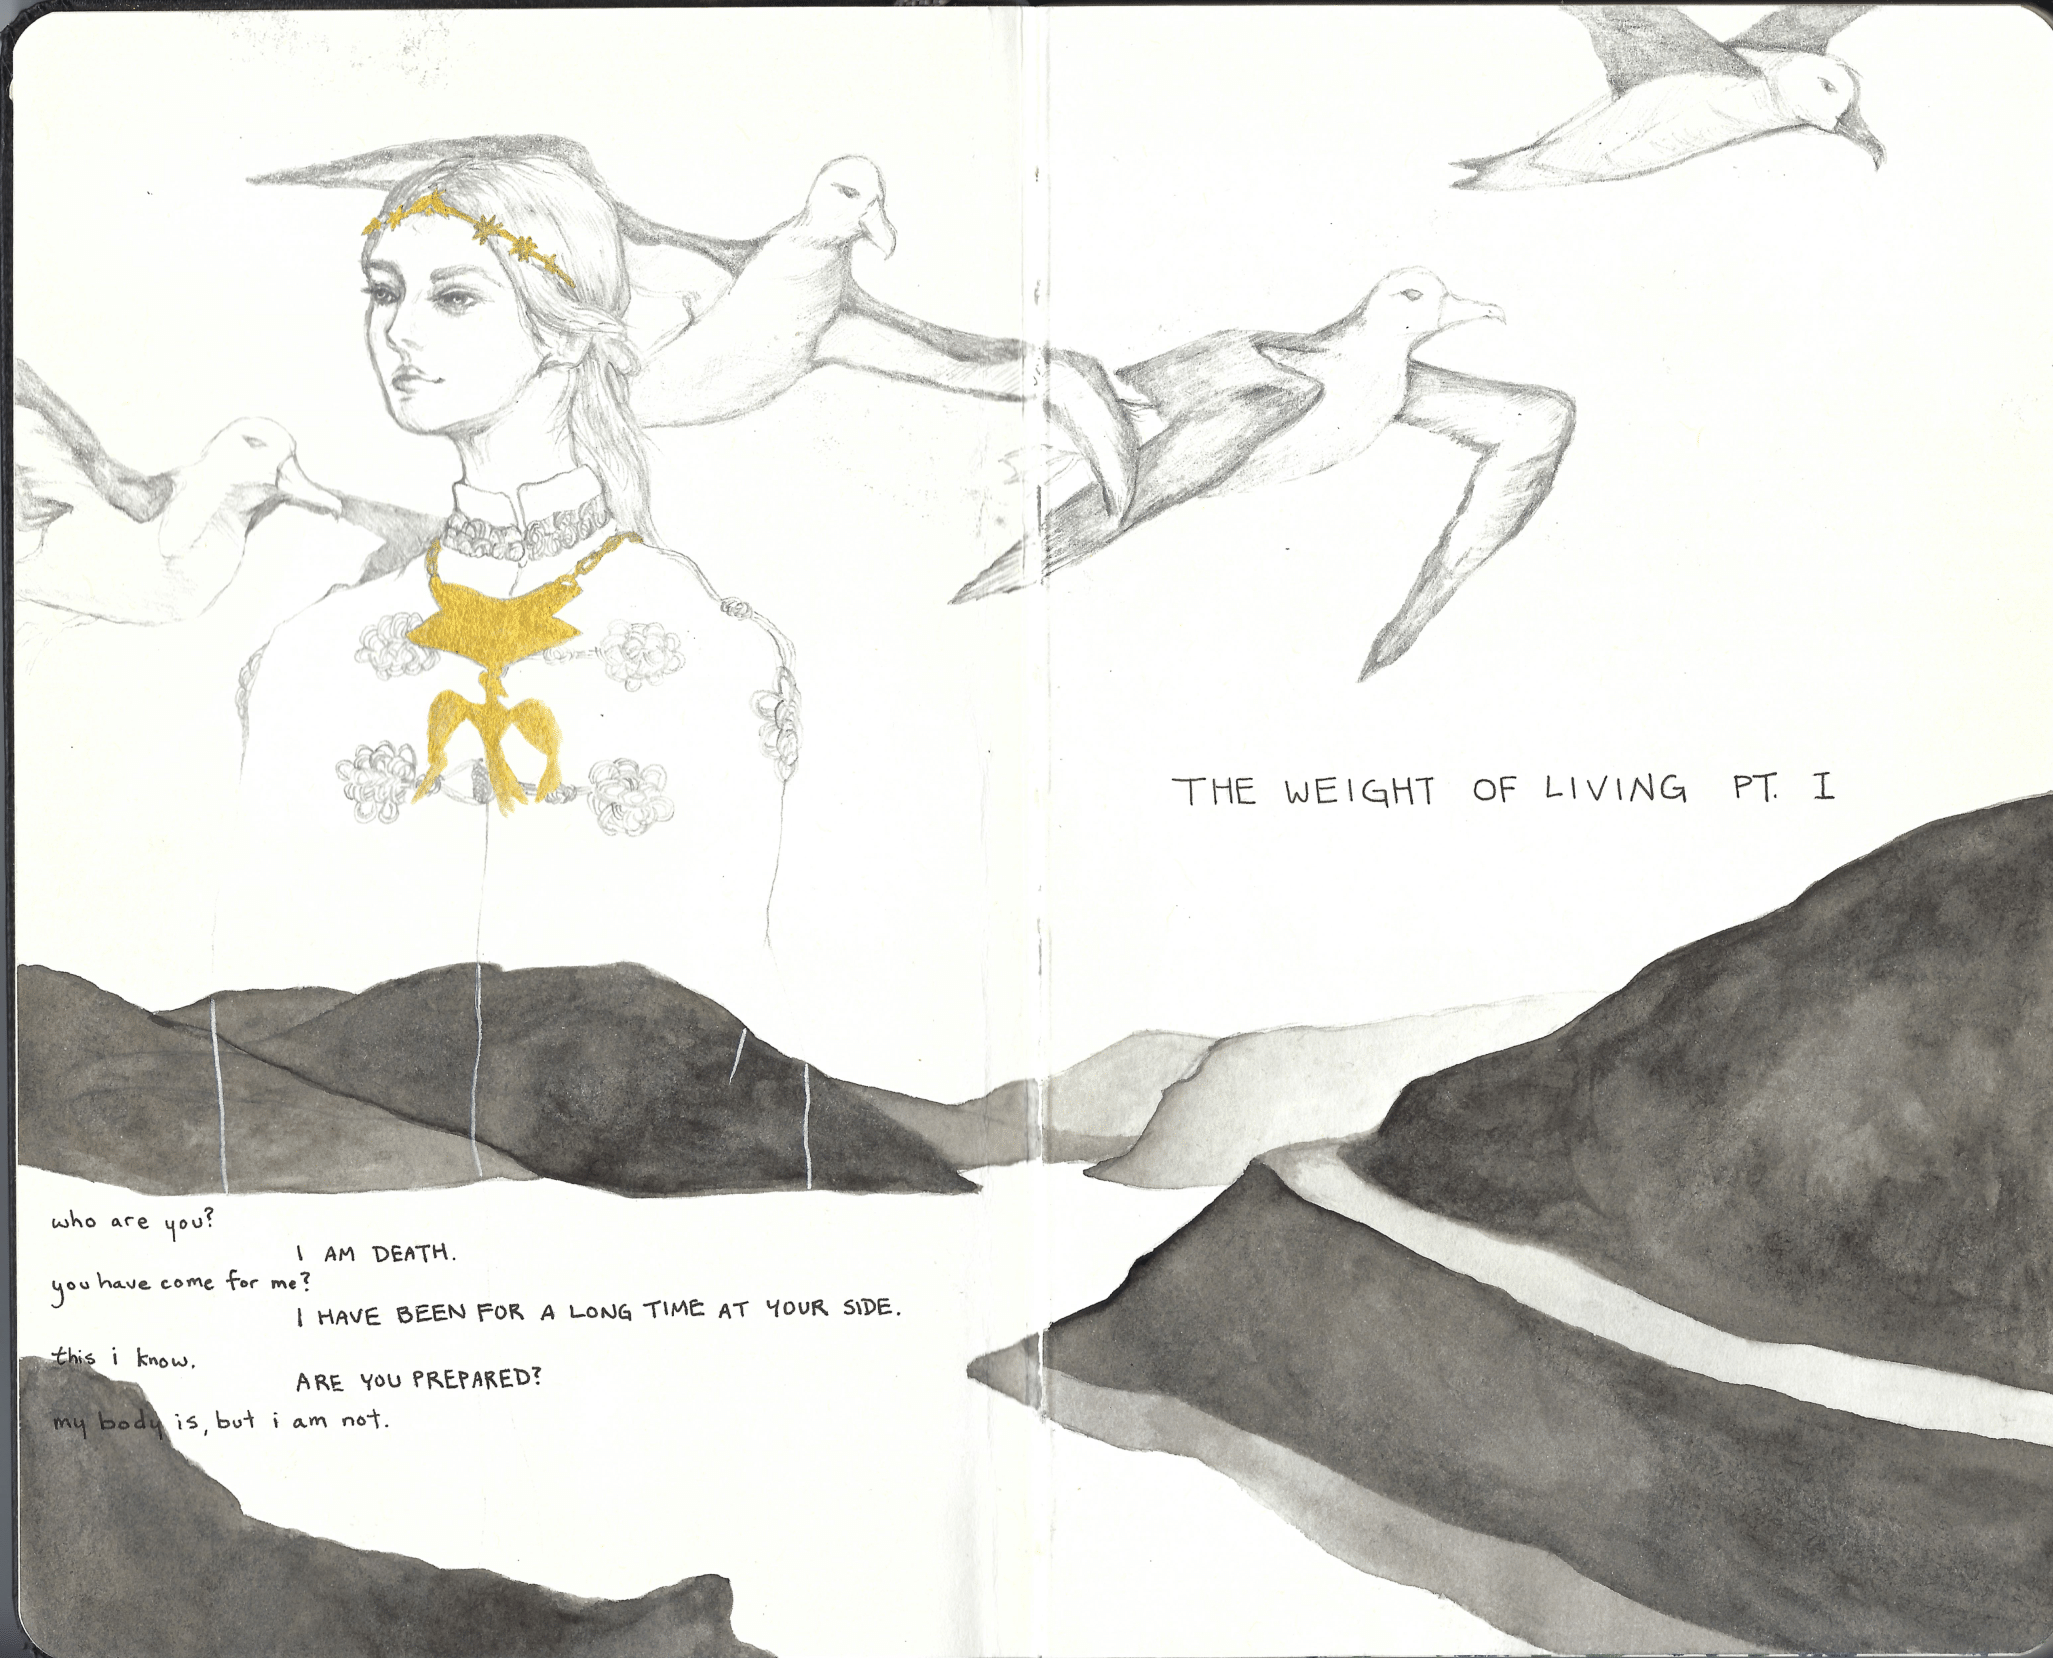 THE WEIGHT OF LIVING PT. I
who are you?
I AM DEATH.
you have come for me?
I HAVE BEEN FOR A LONG TIME AT YOUR SIDE.
this i know.
ARE YOU PREPARED?
my body is, but i am not.